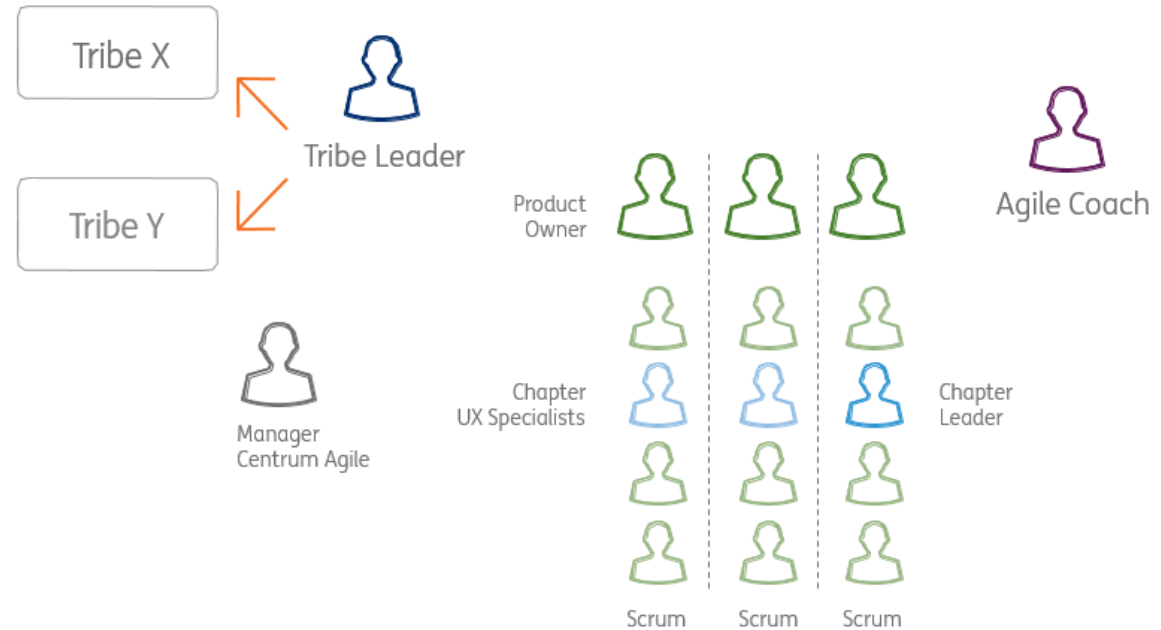 Tribe X
Tribe Leader
Tribe Y
Agile Coach
Product
Owner
Manager
Centrum Agile
Chapter
UX Specialists
Chapter
Leader
Scrum
Scrum
Scrum